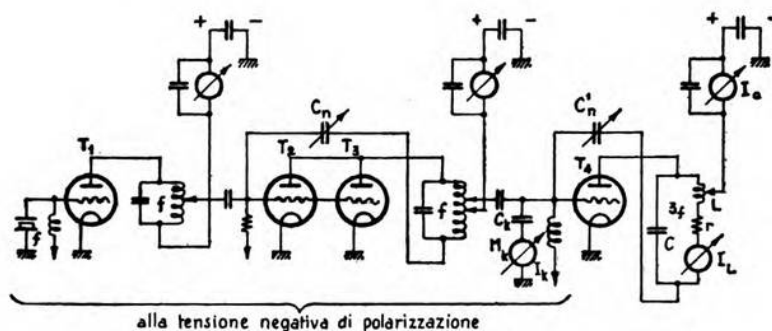 + -
+ -
+ -
Cn
C'n
Ia
T1
T2
T3
T4
f
f
f
Ck
Mk
Ik
3f
L
r
C
IL
alla tensione negativa di polarizzazione